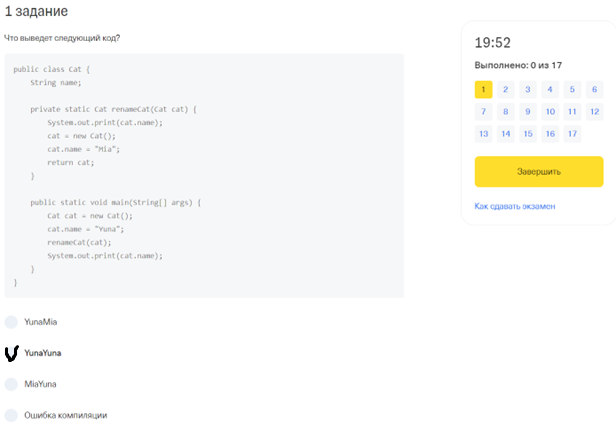 1 задание
Что выведет следующий код?
public class Cat {
    String name;

    private static Cat renameCat(Cat cat) {
        System.out.print(cat.name);
        cat = new Cat();
        cat.name = "Mia";
        return cat;
    }

    public static void main(String[] args) {
        Cat cat = new Cat();
        cat.name = "Yuna";
        renameCat(cat);
        System.out.print(cat.name);
    }
}
YunaMia
YunaYuna
MiaYuna
Ошибка компиляции
19:52
Выполнено: 0 из 17
1 2 3 4 5 6
7 8 9 10 11 12
13 14 15 16 17
Завершить
Как сдавать экзамен